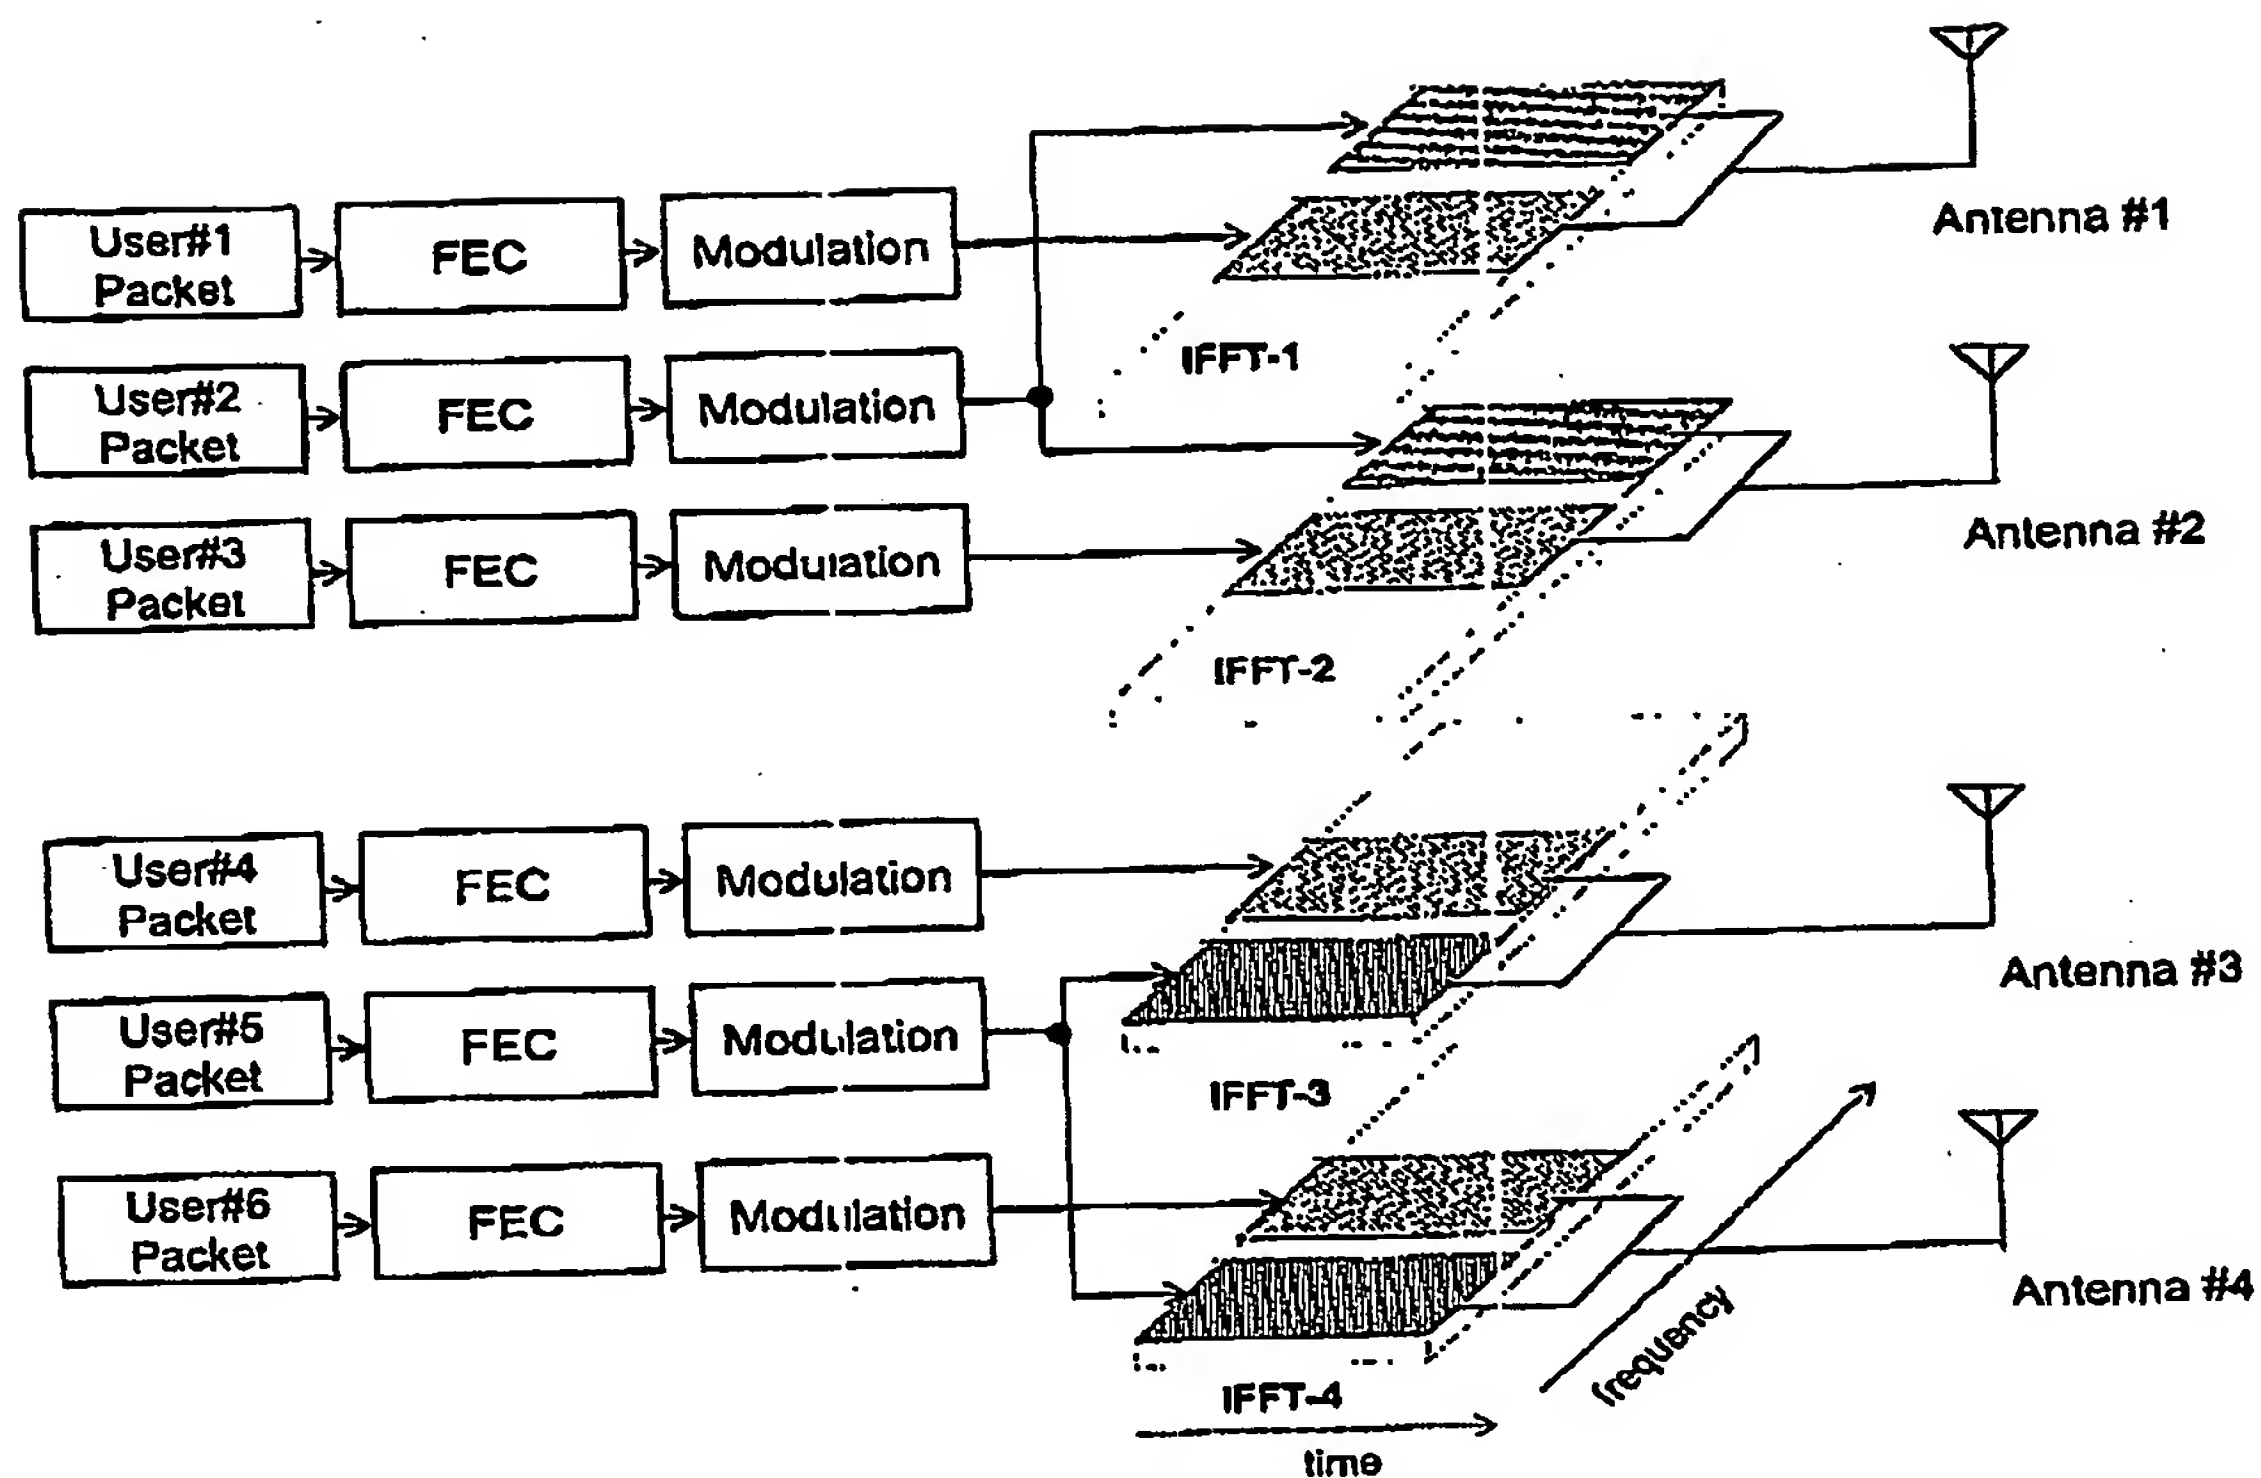 Antenna #1
User#1
Packet
FEC
Modulation
IFFT-1
User#2
Packet
FEC
Modulation
Antenna #2
User#3
Packet
FEC
Modulation
IFFT-2
User#4
Packet
FEC
Modulation
Antenna #3
User#5
Packet
FEC
Modulation
IFFT-3
User#6
Packet
FEC
Modulation
Antenna #4
frequency
IFFT-4
time